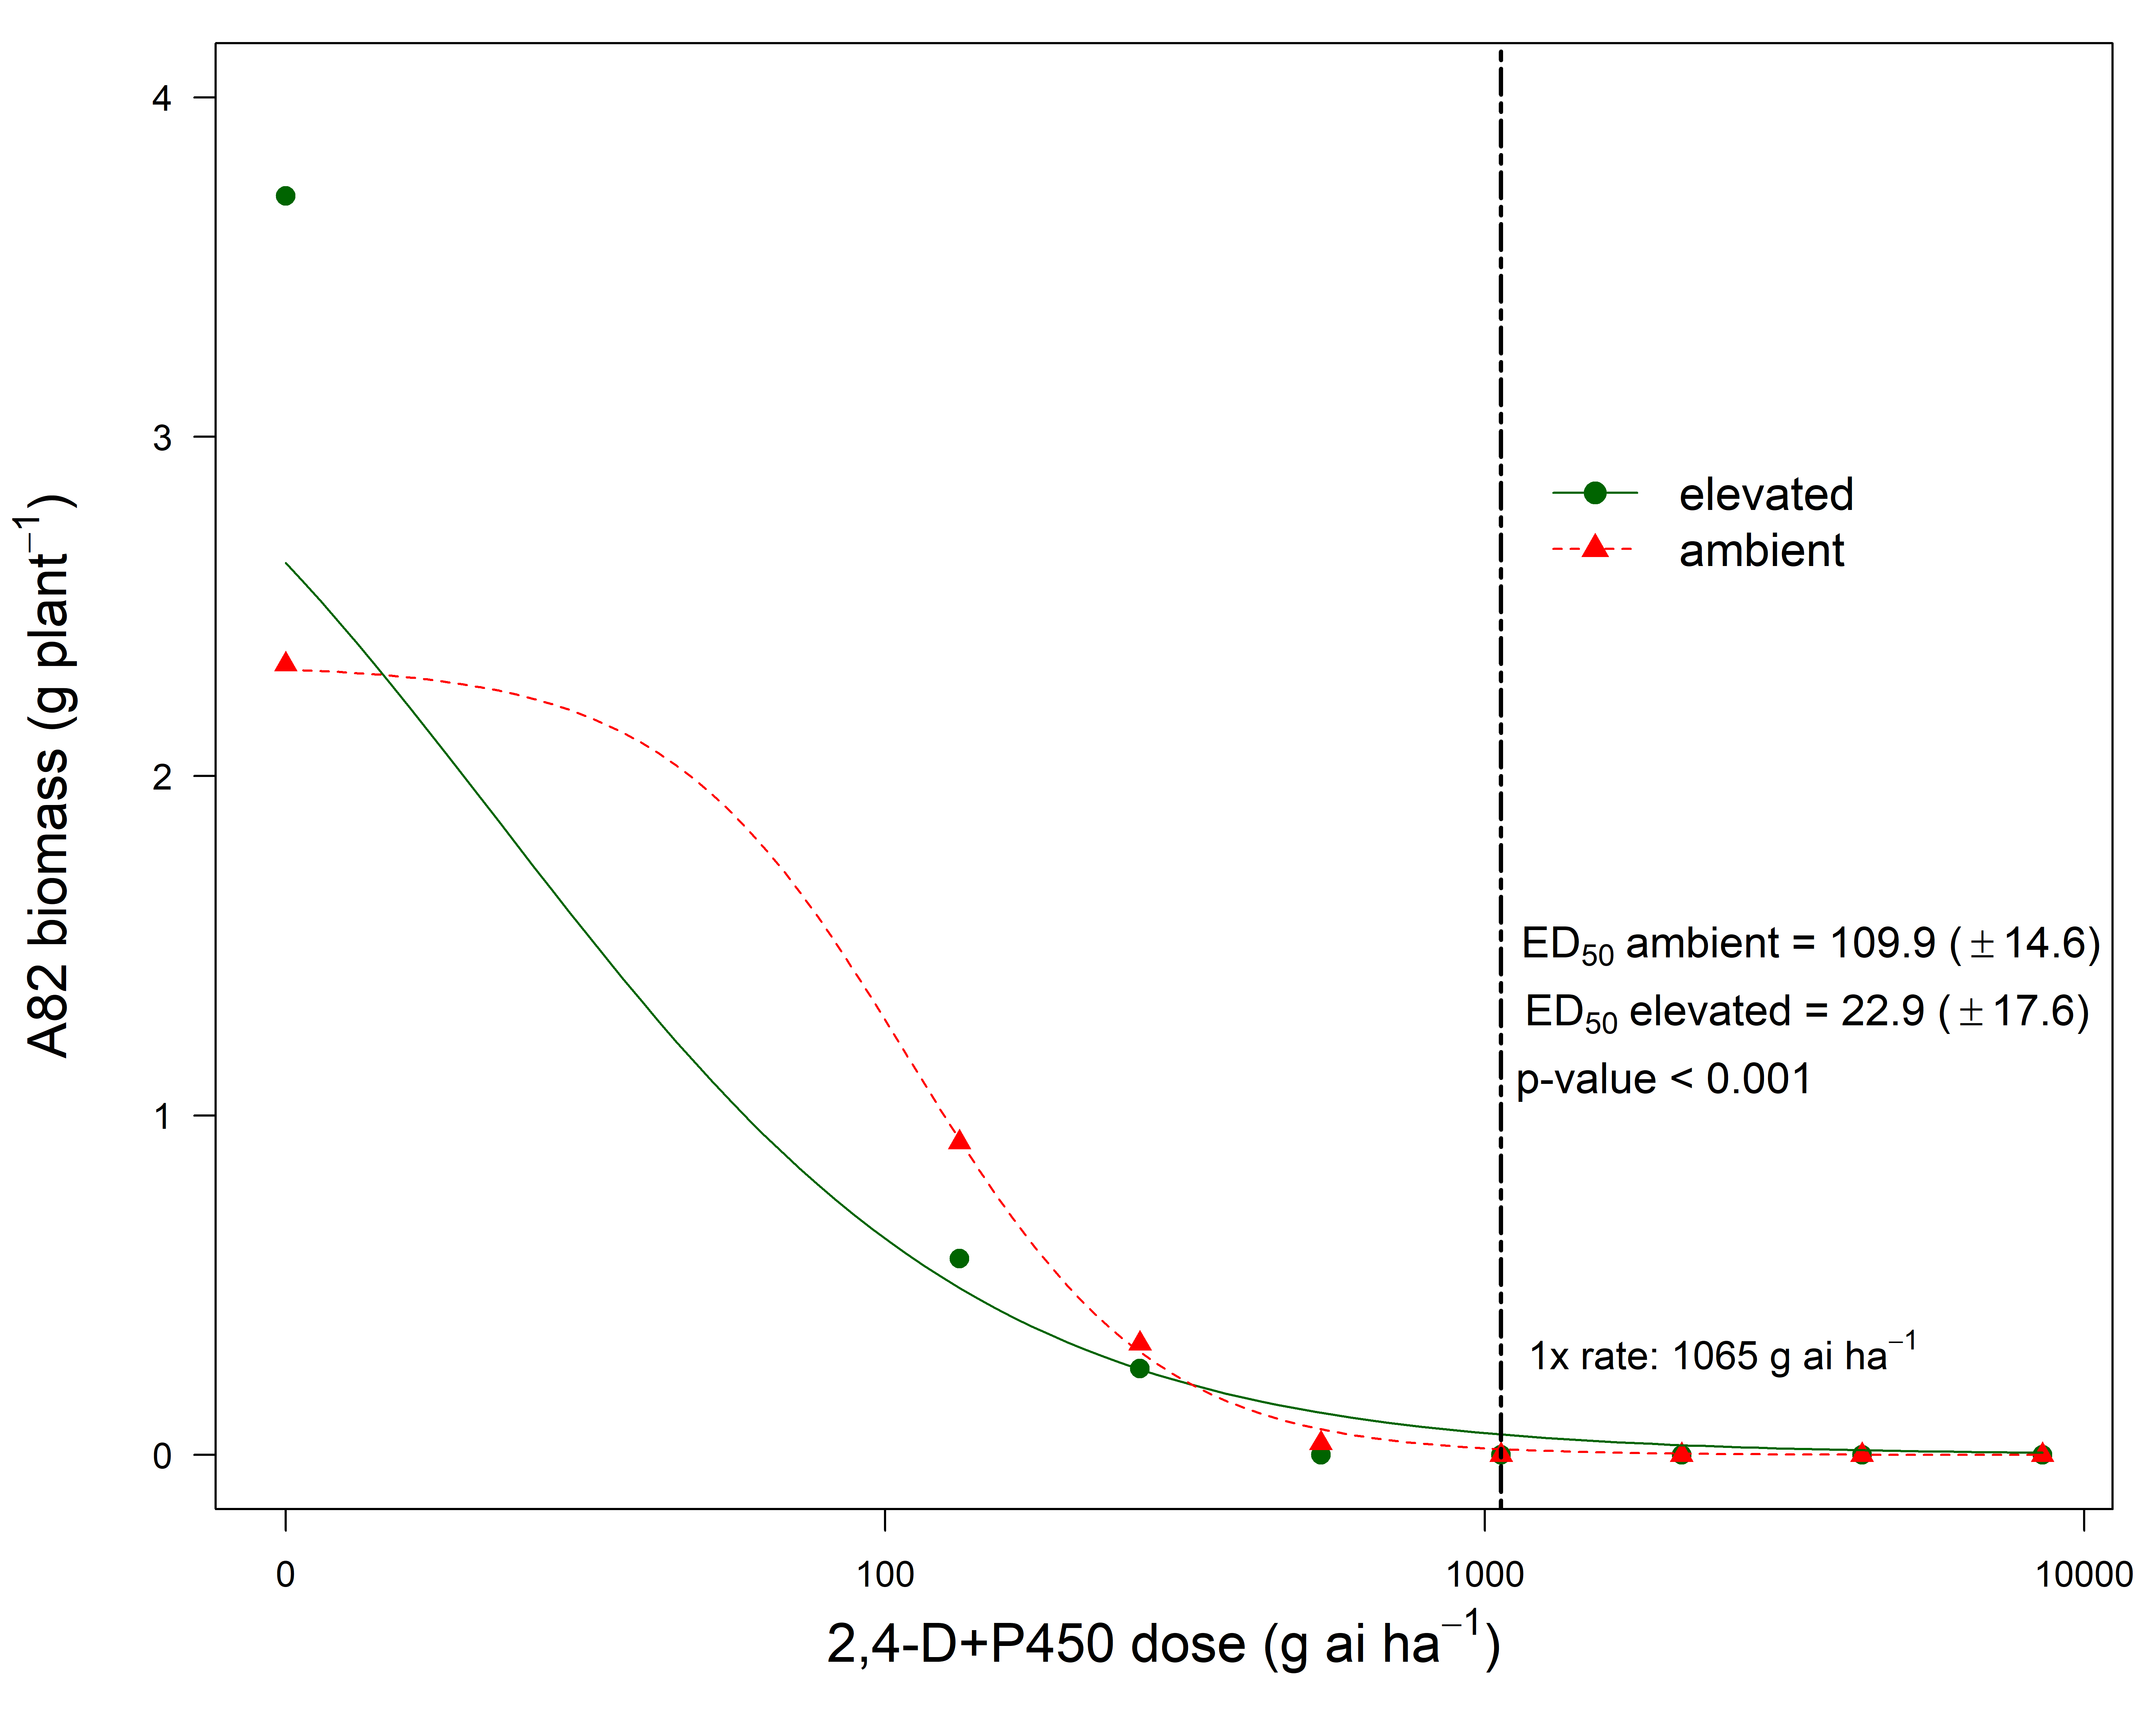 4
3
2
1
0
A82 biomass (g plant⁻¹)
elevated
ambient
ED₅₀ ambient = 109.9 (±14.6)
ED₅₀ elevated = 22.9 (±17.6)
p-value < 0.001
1x rate: 1065 g ai ha⁻¹
0 100 1000 10000
2,4-D+P450 dose (g ai ha⁻¹)